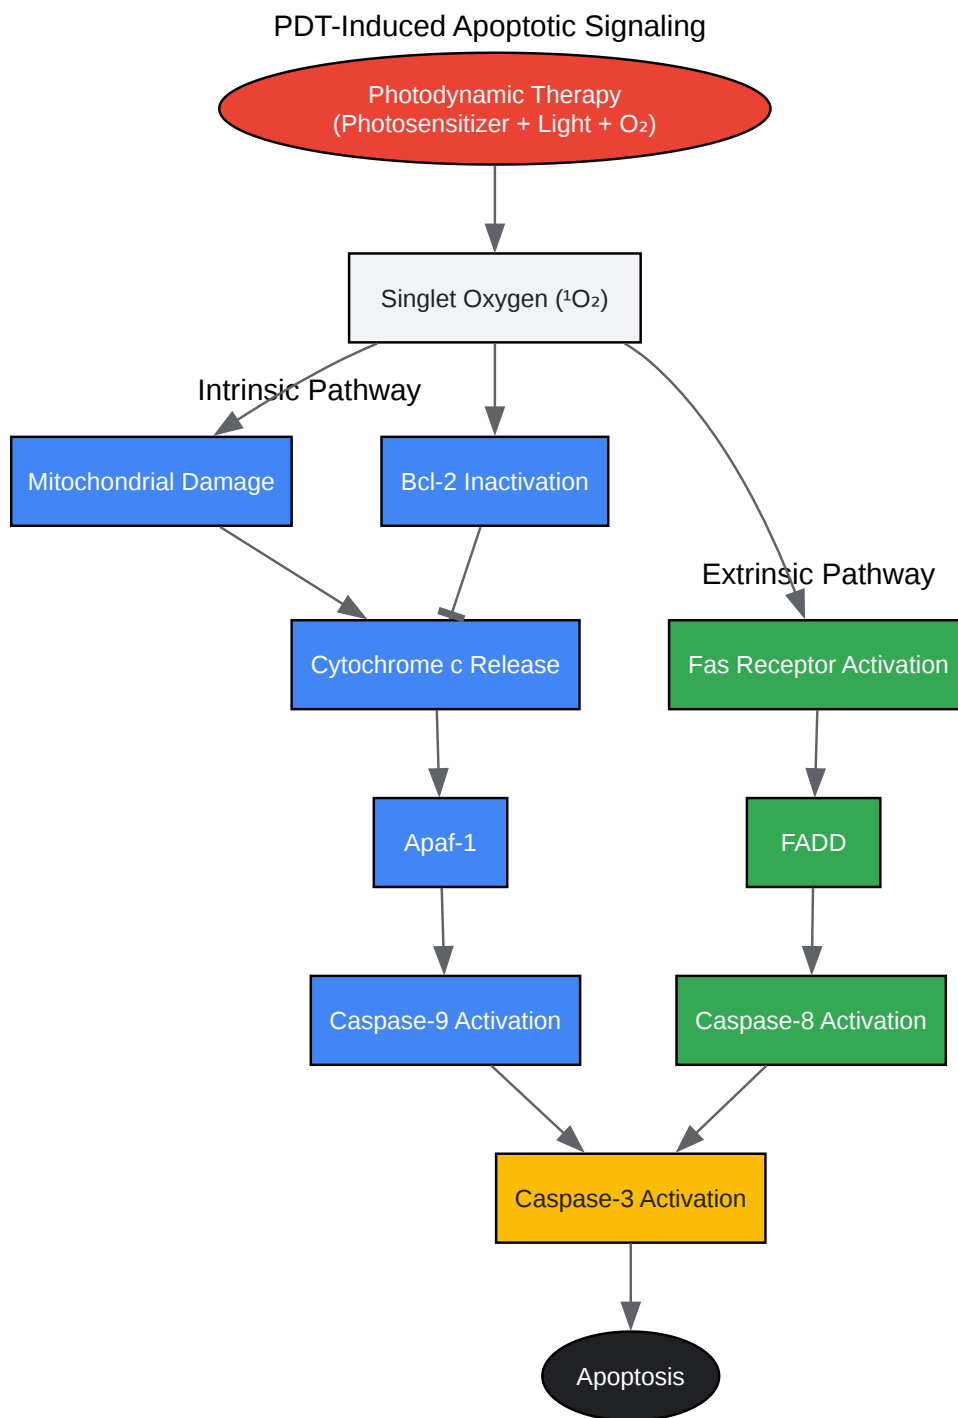 PDT-Induced Apoptotic Signaling
Photodynamic Therapy
(Photosensitizer + Light + O₂)
Singlet Oxygen (¹O₂)
Intrinsic Pathway
Mitochondrial Damage
Bcl-2 Inactivation
Extrinsic Pathway
Cytochrome c Release
Fas Receptor Activation
Apaf-1
FADD
Caspase-9 Activation
Caspase-8 Activation
Caspase-3 Activation
Apoptosis